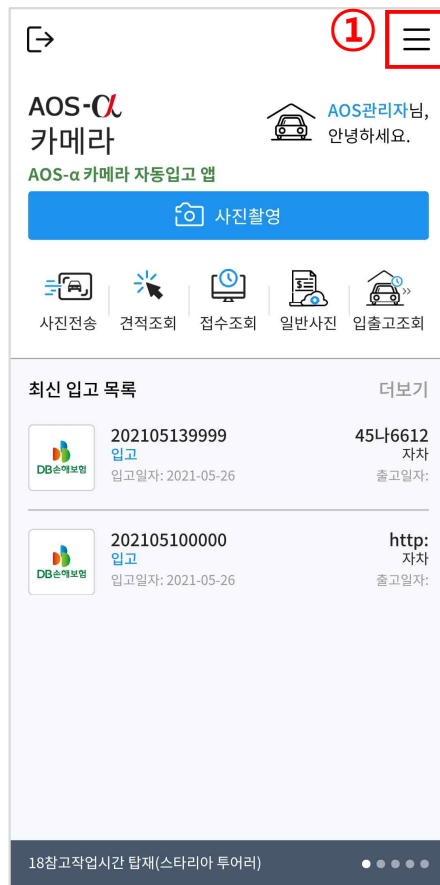 ①
AOS-α
카메라
AOS관리자님,
안녕하세요.
AOS-α 카메라 자동입고 앱
사진촬영
사진전송 견적조회 접수조회 일반사진 입출고조회
최신 입고 목록 더보기
DB손해보험
202105139999 45나6612
입고 자차
입고일자: 2021-05-26 출고일자:
DB손해보험
202105100000 http:
입고 자차
입고일자: 2021-05-26 출고일자:
18참고작업시간 탑재(스타리아 투어러)